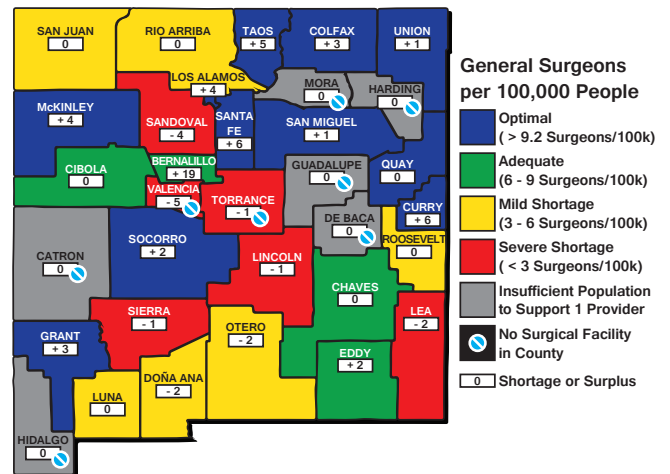 SAN JUAN
0
RIO ARRIBA
0
TAOS
+ 5
COLFAX
+ 3
UNION
+ 1
LOS ALAMOS
+ 4
MORA
0
HARDING
0
McKINLEY
+ 4
SANDOVAL
- 4
SANTA
FE
+ 6
SAN MIGUEL
+ 1
CIBOLA
0
BERNALILLO
+ 19
GUADALUPE
0
QUAY
0
VALENCIA
- 5
TORRANCE
- 1
CURRY
+ 6
DE BACA
0
ROOSEVELT
0
CATRON
0
SOCORRO
+ 2
LINCOLN
- 1
CHAVES
0
SIERRA
- 1
OTERO
- 2
LEA
- 2
GRANT
+ 3
EDDY
+ 2
DOÑA ANA
- 2
LUNA
0
HIDALGO
0
General Surgeons
per 100,000 People
Optimal
( > 9.2 Surgeons/100k)
Adequate
(6 - 9 Surgeons/100k)
Mild Shortage
(3 - 6 Surgeons/100k)
Severe Shortage
( < 3 Surgeons/100k)
Insufficient Population
to Support 1 Provider
No Surgical Facility
in County
0 Shortage or Surplus